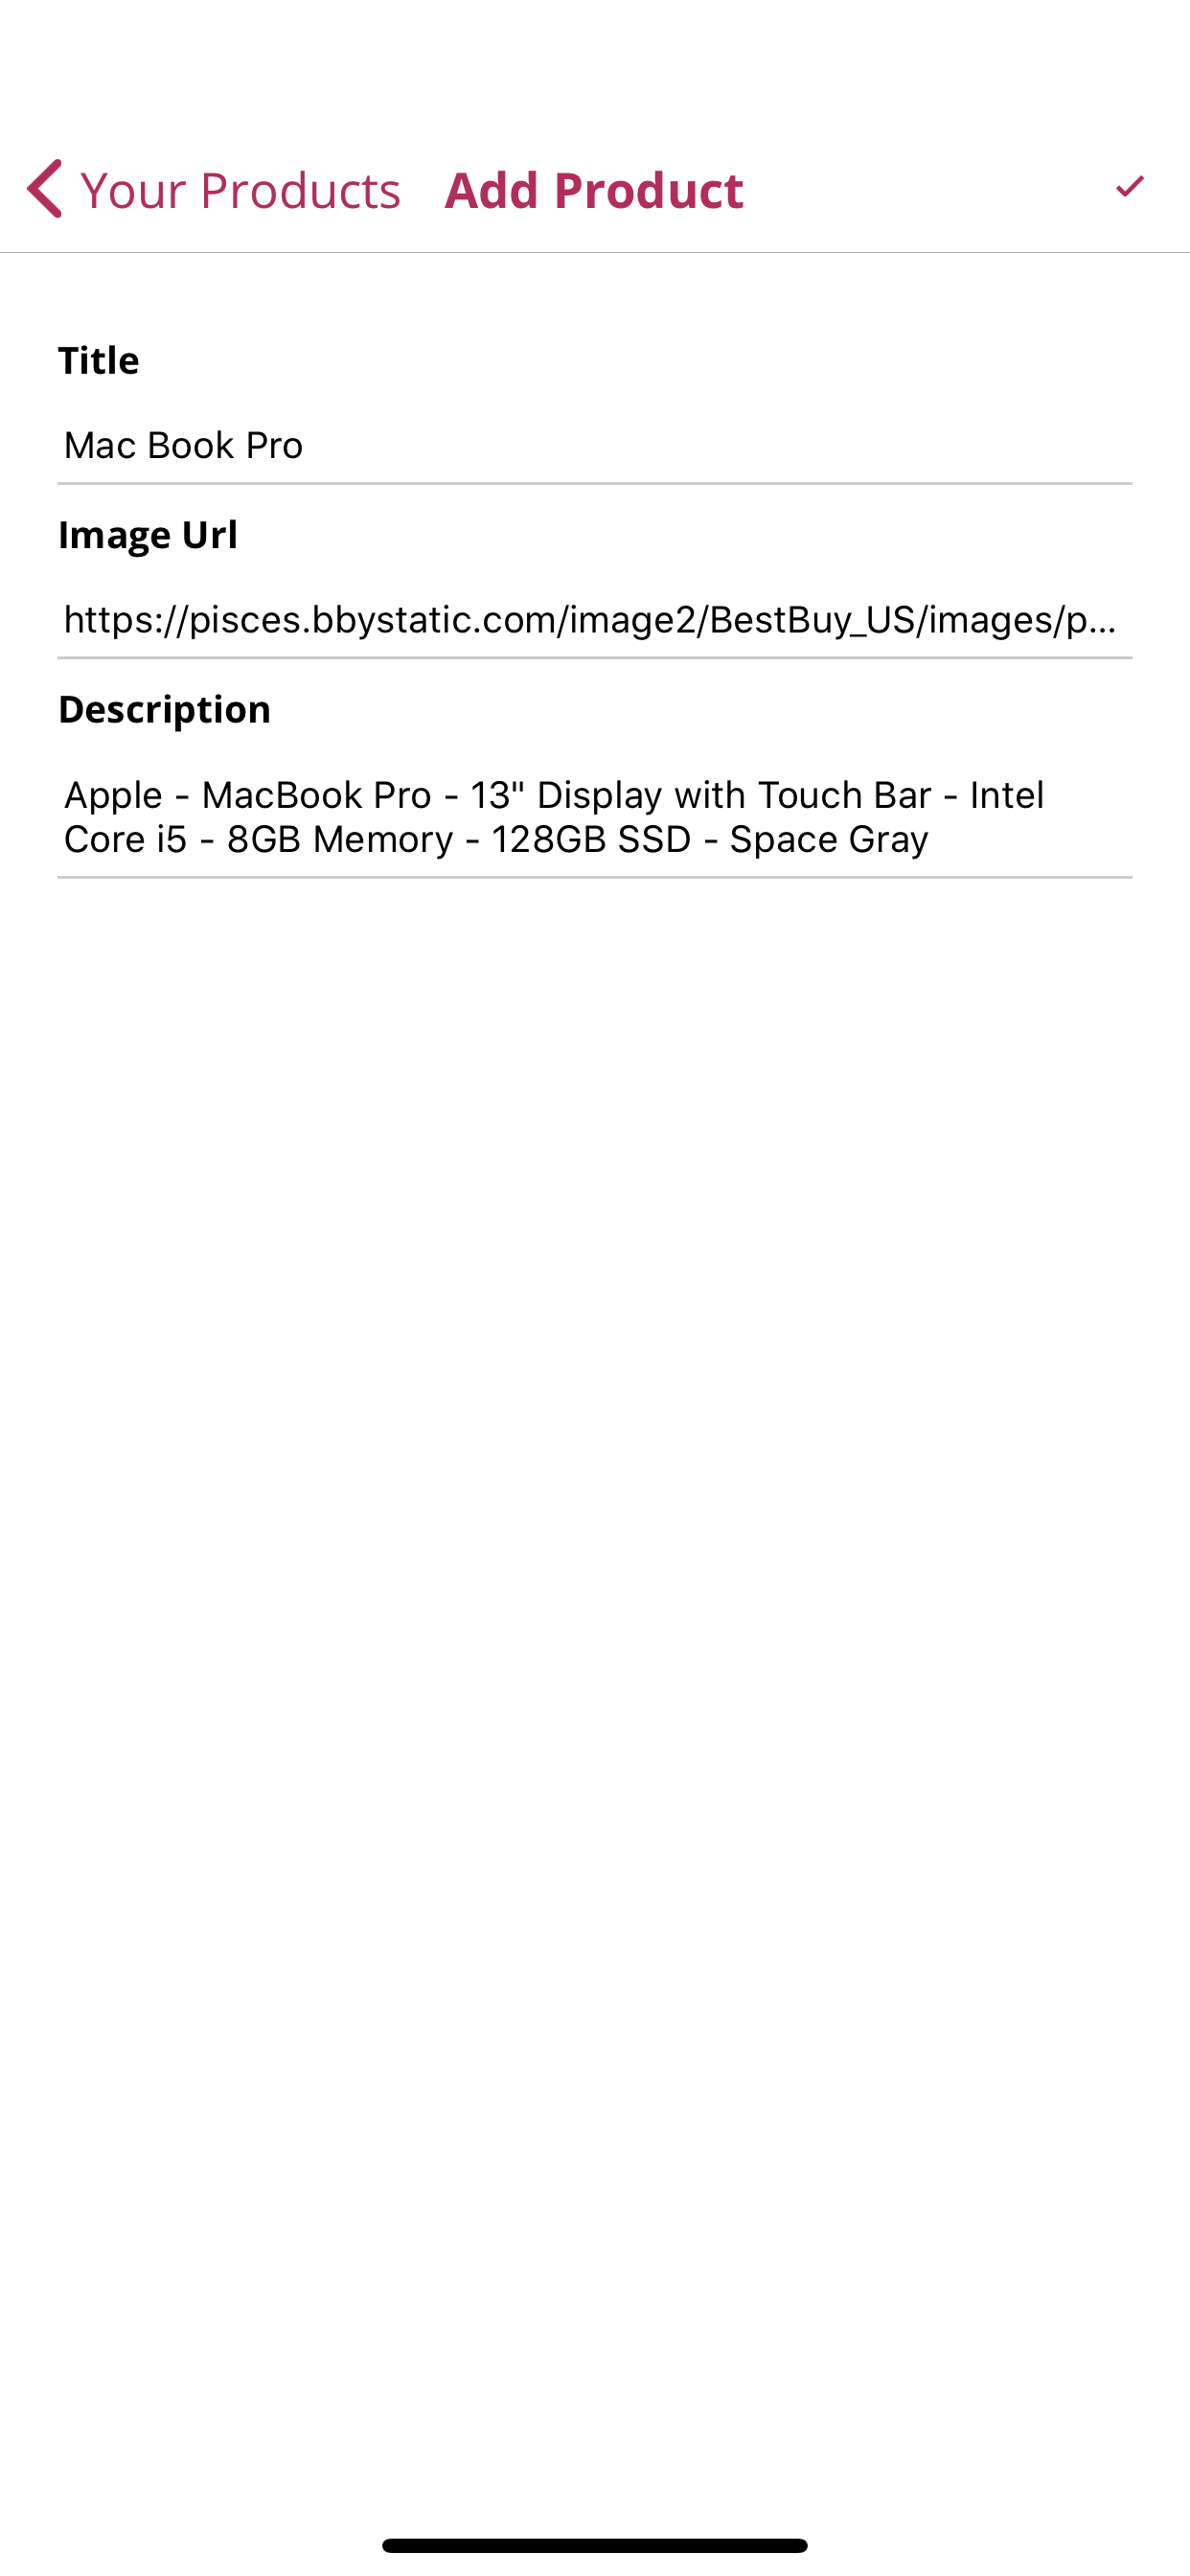 Your Products Add Product
Title
Mac Book Pro
Image Url
https://pisces.bbystatic.com/image2/BestBuy_US/images/p...
Description
Apple - MacBook Pro - 13" Display with Touch Bar - Intel
Core i5 - 8GB Memory - 128GB SSD - Space Gray